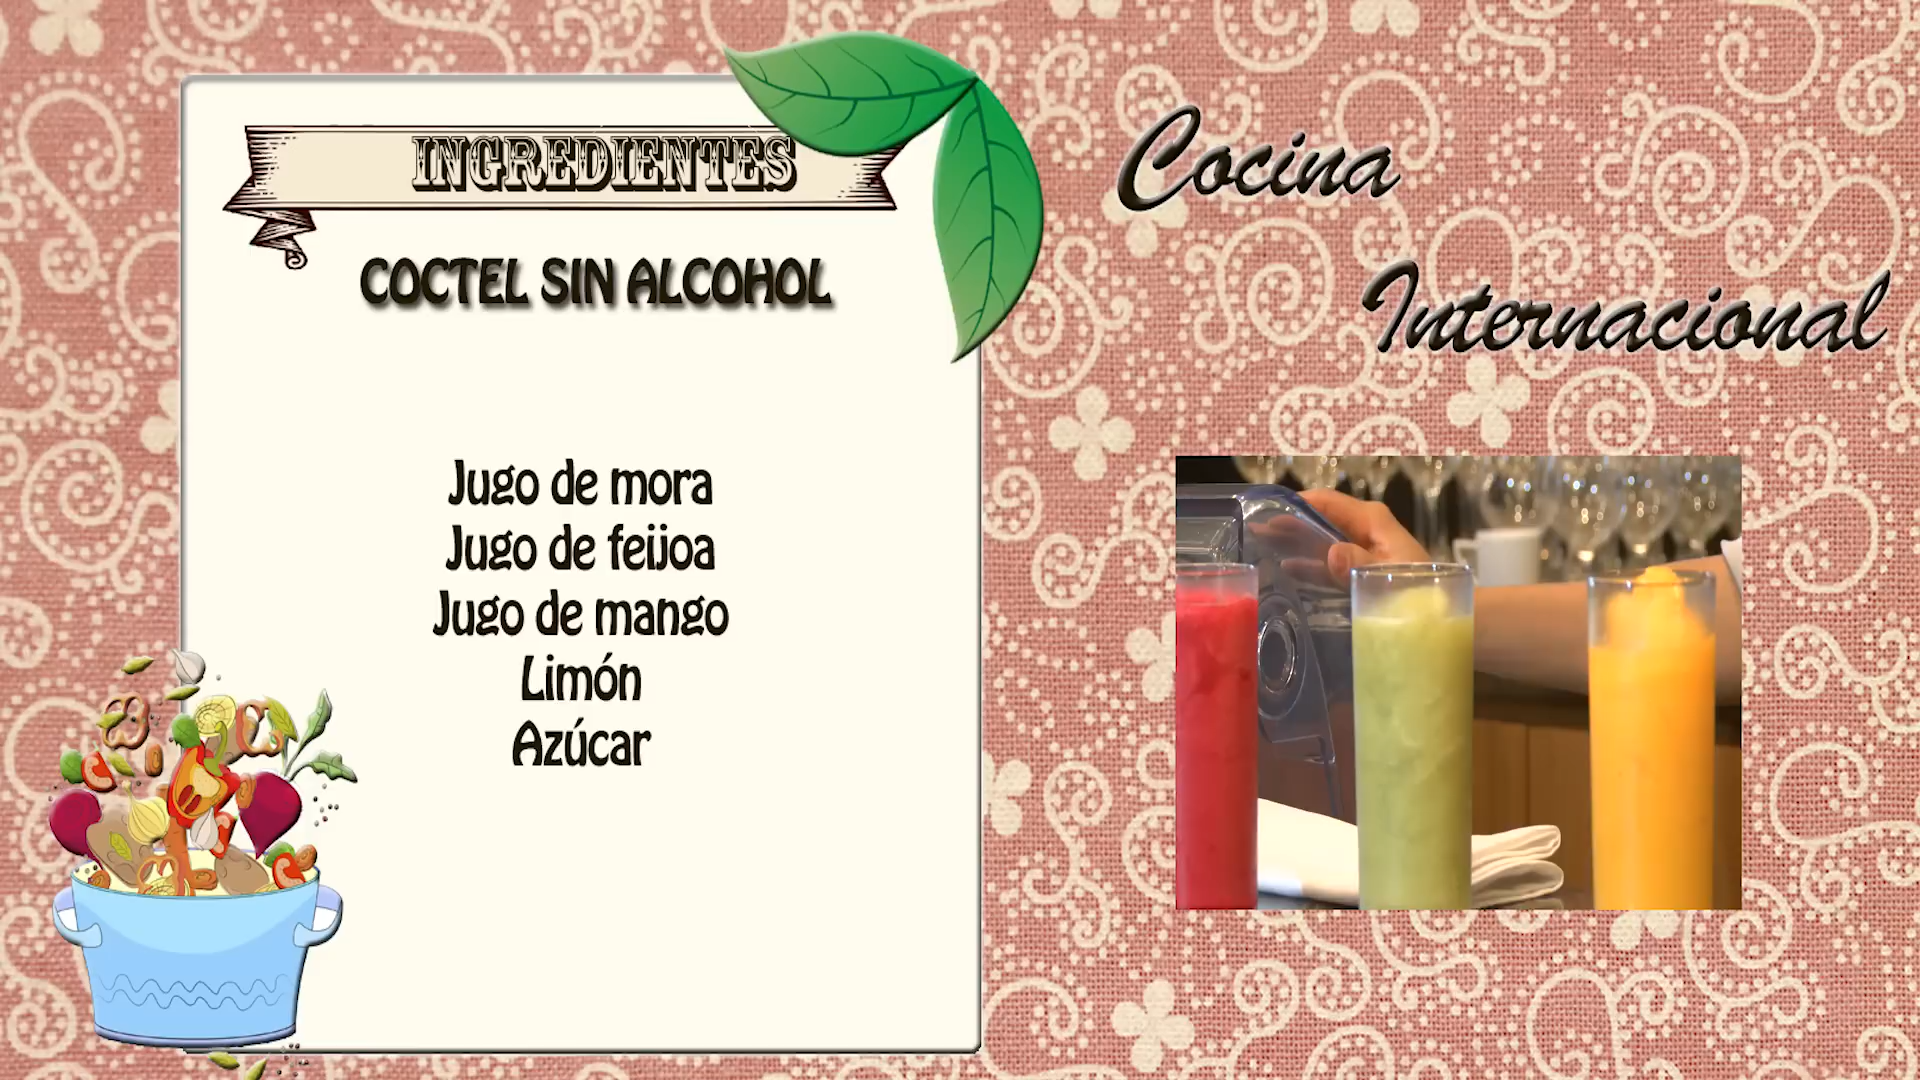 INGREDIENTES
COCTEL SIN ALCOHOL
Jugo de mora
Jugo de feijoa
Jugo de mango
Limón
Azúcar
Cocina
Internacional